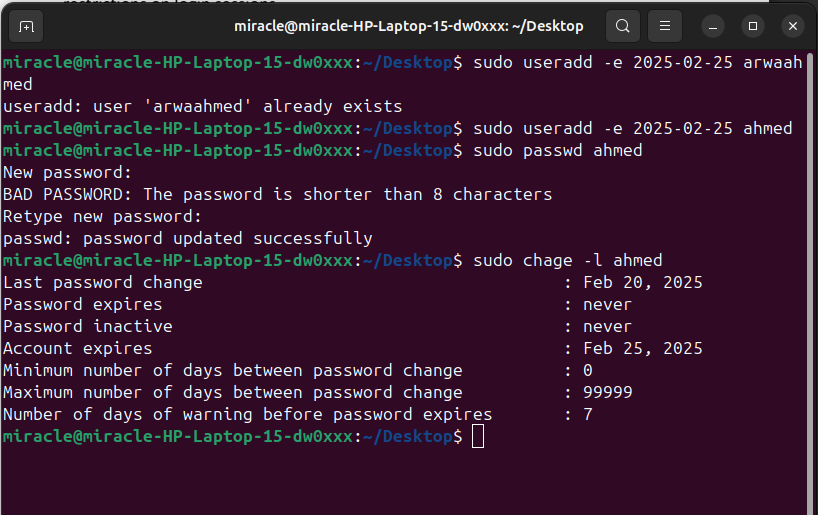 restrictions on login sessions
miracle@miracle-HP-Laptop-15-dw0xxx: ~/Desktop
miracle@miracle-HP-Laptop-15-dw0xxx:~/Desktop$ sudo useradd -e 2025-02-25 arwaah
med
useradd: user 'arwaahmed' already exists
miracle@miracle-HP-Laptop-15-dw0xxx:~/Desktop$ sudo useradd -e 2025-02-25 ahmed
miracle@miracle-HP-Laptop-15-dw0xxx:~/Desktop$ sudo passwd ahmed
New password:
BAD PASSWORD: The password is shorter than 8 characters
Retype new password:
passwd: password updated successfully
miracle@miracle-HP-Laptop-15-dw0xxx:~/Desktop$ sudo chage -l ahmed
Last password change : Feb 20, 2025
Password expires : never
Password inactive : never
Account expires : Feb 25, 2025
Minimum number of days between password change : 0
Maximum number of days between password change : 99999
Number of days of warning before password expires : 7
miracle@miracle-HP-Laptop-15-dw0xxx:~/Desktop$